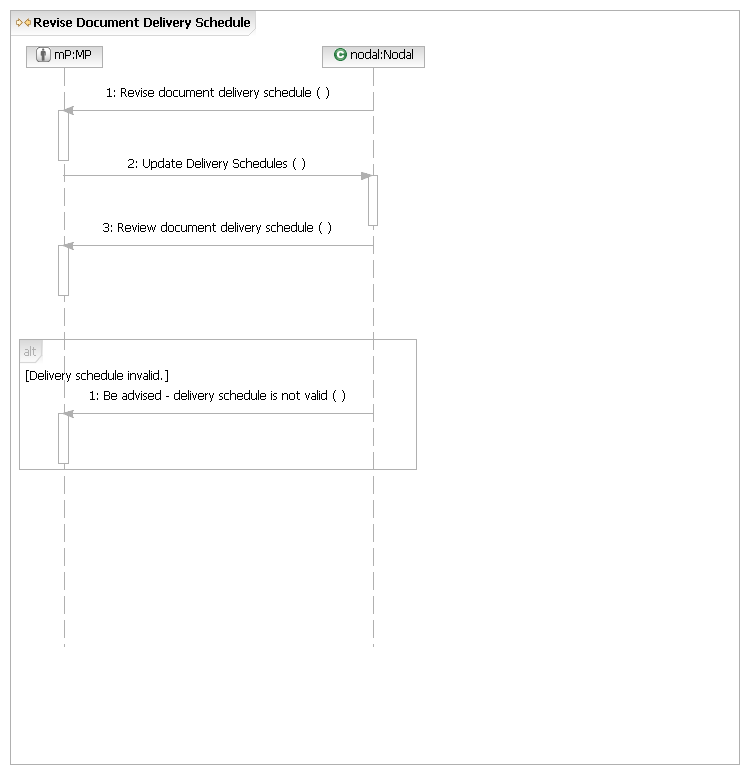 Revise Document Delivery Schedule
mP:MP
nodal:Nodal
1: Revise document delivery schedule ( )
2: Update Delivery Schedules ( )
3: Review document delivery schedule ( )
alt
[Delivery schedule invalid.]
1: Be advised - delivery schedule is not valid ( )